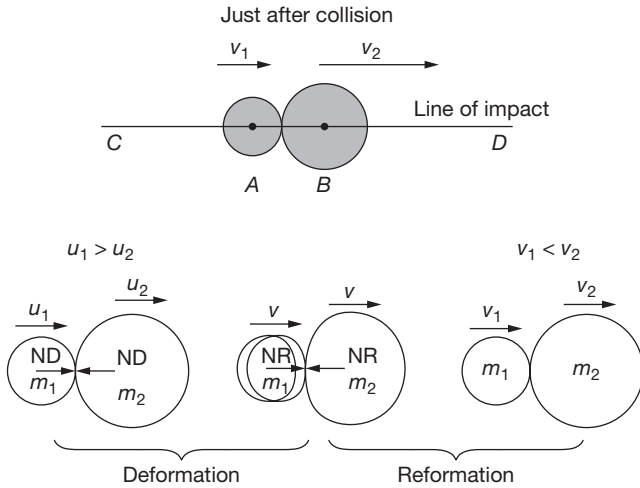 Just after collision
v₁ v₂
Line of impact
C D
A B
u₁ > u₂ v₁ < v₂
u₁ u₂ v v v₁ v₂
ND ND NR NR
m₁ m₂ m₁ m₂ m₁ m₂
Deformation Reformation